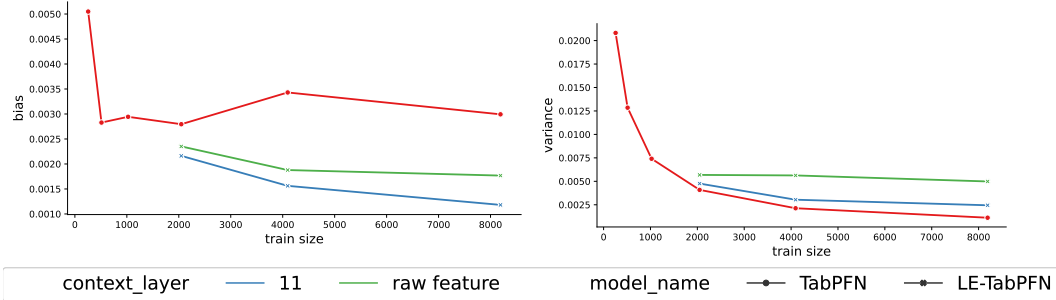 0.0050
0.0045
0.0040
0.0035
0.0030
0.0025
0.0020
0.0015
0.0010
bias
0 1000 2000 3000 4000 5000 6000 7000 8000
train size
0.0200
0.0175
0.0150
0.0125
0.0100
0.0075
0.0050
0.0025
variance
0 1000 2000 3000 4000 5000 6000 7000 8000
train size
context_layer 11 raw feature model_name TabPFN LE-TabPFN